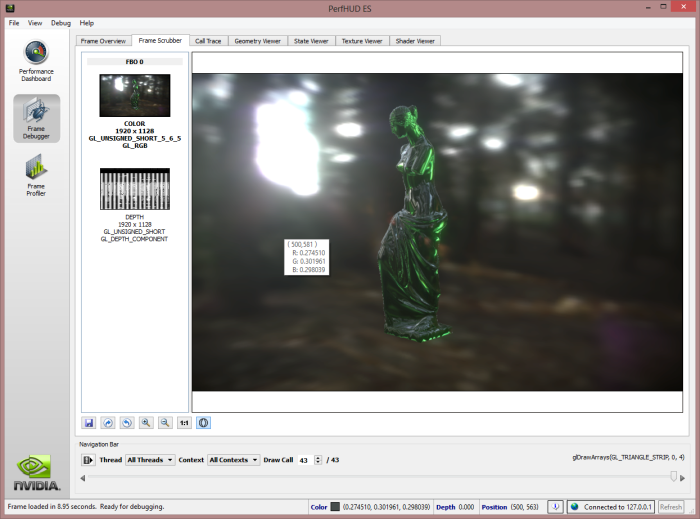 PerfHUD ES
File View Debug Help
Performance
Dashboard
Frame
Debugger
Frame
Profiler
NVIDIA.
Frame Overview Frame Scrubber Call Trace Geometry Viewer State Viewer Texture Viewer Shader Viewer
FBO 0
COLOR
1920 x 1128
GL_UNSIGNED_SHORT_5_6_5
GL_RGB
DEPTH
1920 x 1128
GL_UNSIGNED_SHORT
GL_DEPTH_COMPONENT
( 500,581 )
R: 0.274510
G: 0.301961
B: 0.298039
1:1
Navigation Bar
Thread All Threads Context All Contexts Draw Call 43 / 43
glDrawArrays(GL_TRIANGLE_STRIP, 0, 4)
Frame loaded in 8.95 seconds. Ready for debugging.
Color (0.274510, 0.301961, 0.298039) Depth 0.000 Position (500, 563) Connected to 127.0.0.1 Refresh